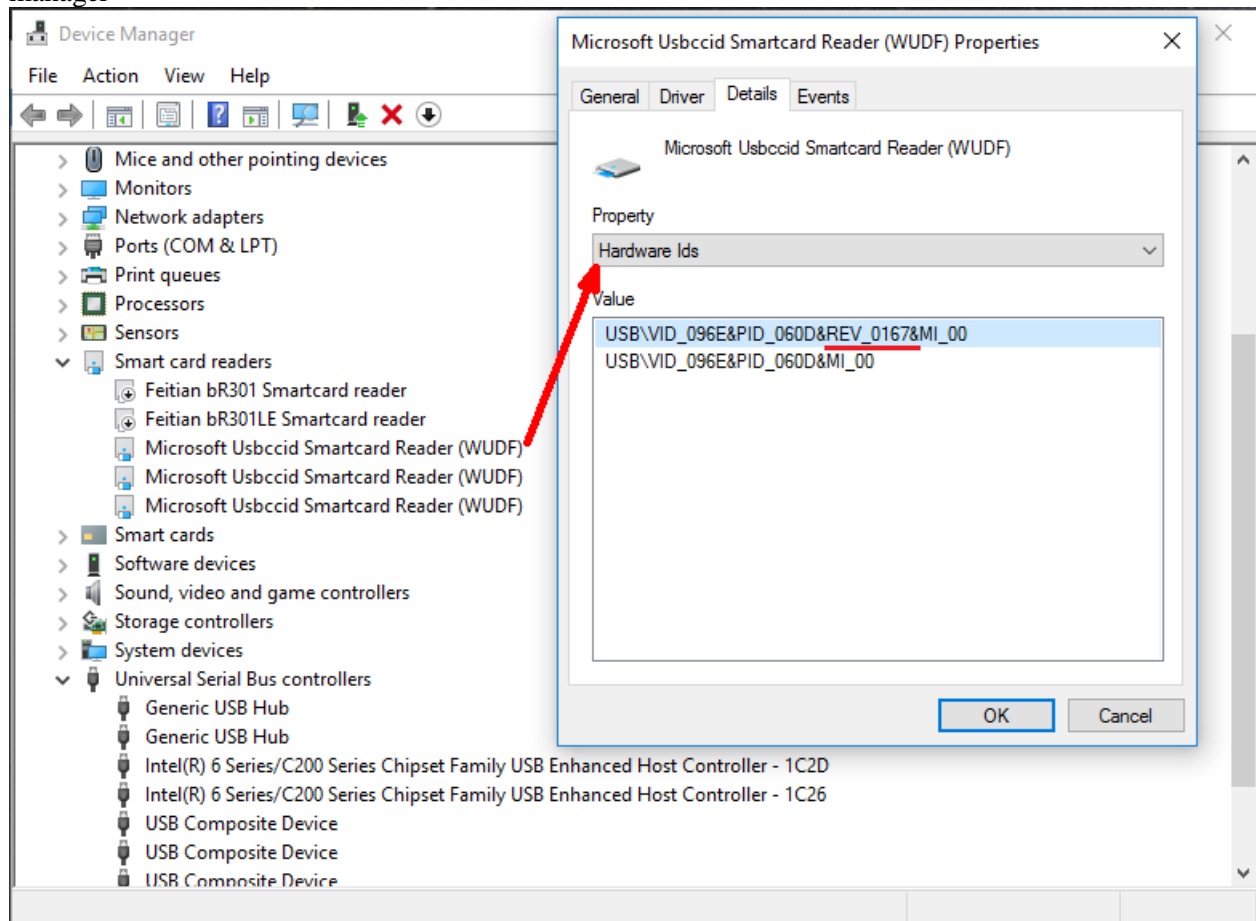 manager
Device Manager
File Action View Help
Mice and other pointing devices
Monitors
Network adapters
Ports (COM & LPT)
Print queues
Processors
Sensors
Smart card readers
Feitian bR301 Smartcard reader
Feitian bR301LE Smartcard reader
Microsoft Usbccid Smartcard Reader (WUDF)
Microsoft Usbccid Smartcard Reader (WUDF)
Microsoft Usbccid Smartcard Reader (WUDF)
Smart cards
Software devices
Sound, video and game controllers
Storage controllers
System devices
Universal Serial Bus controllers
Generic USB Hub
Generic USB Hub
Intel(R) 6 Series/C200 Series Chipset Family USB Enhanced Host Controller - 1C2D
Intel(R) 6 Series/C200 Series Chipset Family USB Enhanced Host Controller - 1C26
USB Composite Device
USB Composite Device
USB Composite Device
Microsoft Usbccid Smartcard Reader (WUDF) Properties
General Driver Details Events
Microsoft Usbccid Smartcard Reader (WUDF)
Property
Hardware Ids
Value
USB\VID_096E&PID_060D&REV_0167&MI_00
USB\VID_096E&PID_060D&MI_00
OK Cancel